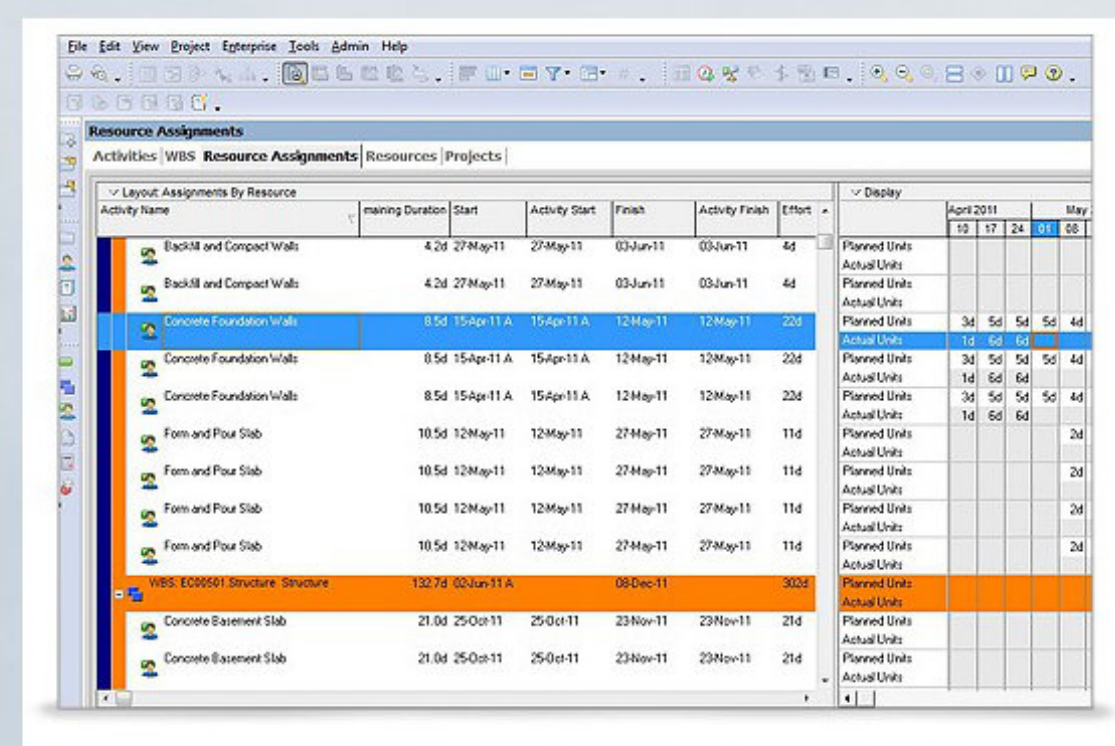 File Edit View Project Enterprise Tools Admin Help
Resource Assignments
Activities WBS Resource Assignments Resources Projects
Layout: Assignments By Resource Display
Activity Name maining Duration Start Activity Start Finish Activity Finish Effort April 2011 May
10 17 24 01 08
Backfill and Compact Walls 4.2d 27-May-11 27-May-11 03-Jun-11 03-Jun-11 4d Planned Units
Actual Units
Backfill and Compact Walls 4.2d 27-May-11 27-May-11 03-Jun-11 03-Jun-11 4d Planned Units
Actual Units
Concrete Foundation Walls 8.5d 15-Apr-11 A 15-Apr-11 A 12-May-11 12-May-11 22d Planned Units 3d 5d 5d 5d 4d
Actual Units 1d 6d 6d
Concrete Foundation Walls 8.5d 15-Apr-11 A 15-Apr-11 A 12-May-11 12-May-11 22d Planned Units 3d 5d 5d 5d 4d
Actual Units 1d 6d 6d
Concrete Foundation Walls 8.5d 15-Apr-11 A 15-Apr-11 A 12-May-11 12-May-11 22d Planned Units 3d 5d 5d 5d 4d
Actual Units 1d 6d 6d
Form and Pour Slab 10.5d 12-May-11 12-May-11 27-May-11 27-May-11 11d Planned Units 2d
Actual Units
Form and Pour Slab 10.5d 12-May-11 12-May-11 27-May-11 27-May-11 11d Planned Units 2d
Actual Units
Form and Pour Slab 10.5d 12-May-11 12-May-11 27-May-11 27-May-11 11d Planned Units 2d
Actual Units
Form and Pour Slab 10.5d 12-May-11 12-May-11 27-May-11 27-May-11 11d Planned Units 2d
Actual Units
WBS: EC00501.Structure Structure 132.7d 02-Jun-11 A 08-Dec-11 302d Planned Units
Actual Units
Concrete Basement Slab 21.0d 25-Oct-11 25-Oct-11 23-Nov-11 23-Nov-11 21d Planned Units
Actual Units
Concrete Basement Slab 21.0d 25-Oct-11 25-Oct-11 23-Nov-11 23-Nov-11 21d Planned Units
Actual Units